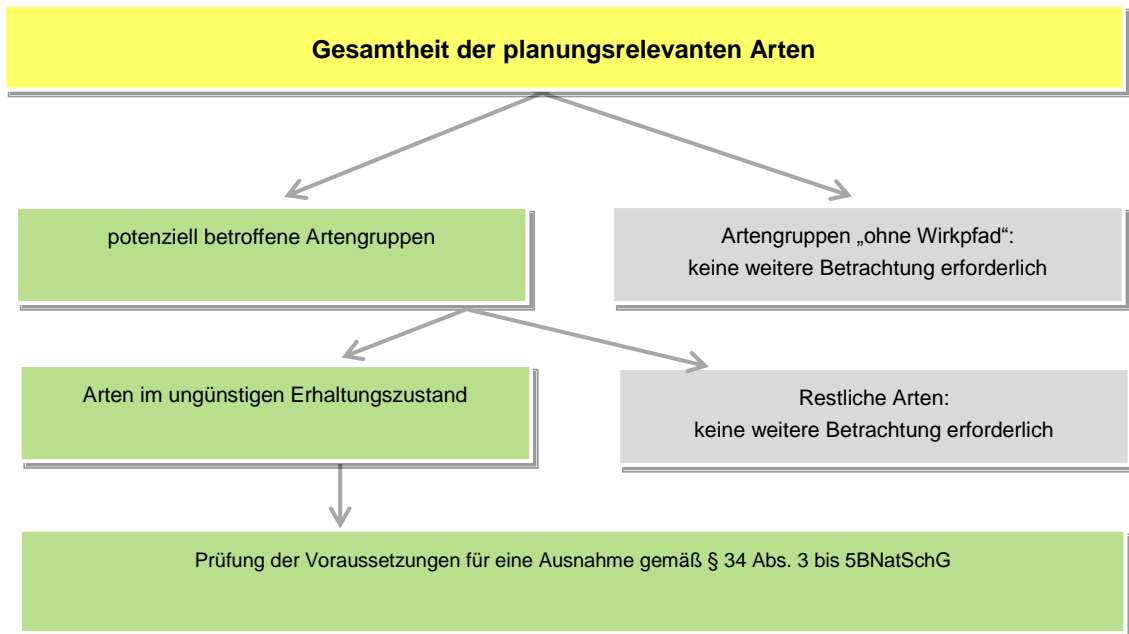 Gesamtheit der planungsrelevanten Arten
potenziell betroffene Artengruppen
Artengruppen „ohne Wirkpfad“:
keine weitere Betrachtung erforderlich
Arten im ungünstigen Erhaltungszustand
Restliche Arten:
keine weitere Betrachtung erforderlich
Prüfung der Voraussetzungen für eine Ausnahme gemäß § 34 Abs. 3 bis 5BNatSchG